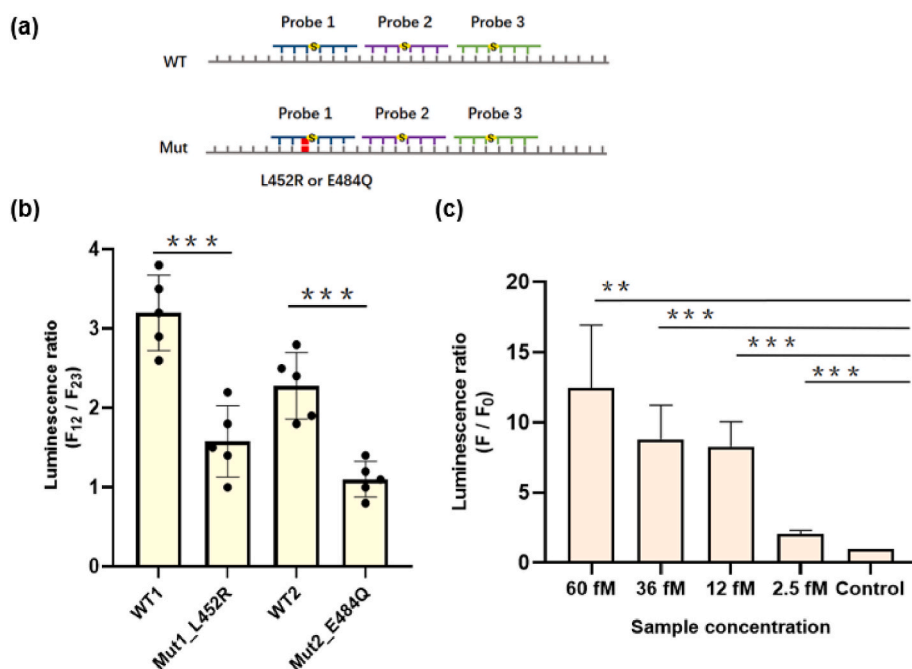 (a)
Probe 1 Probe 2 Probe 3
S S S
WT
Probe 1 Probe 2 Probe 3
S S S
Mut
L452R or E484Q
(b)
Luminescence ratio
(F12 / F23)
4
3
2
1
0
***
***
WT1
Mut1_L452R
WT2
Mut2_E484Q
(c)
Luminescence ratio
(F / F0)
20
15
10
5
0
**
***
***
***
60 fM 36 fM 12 fM 2.5 fM Control
Sample concentration